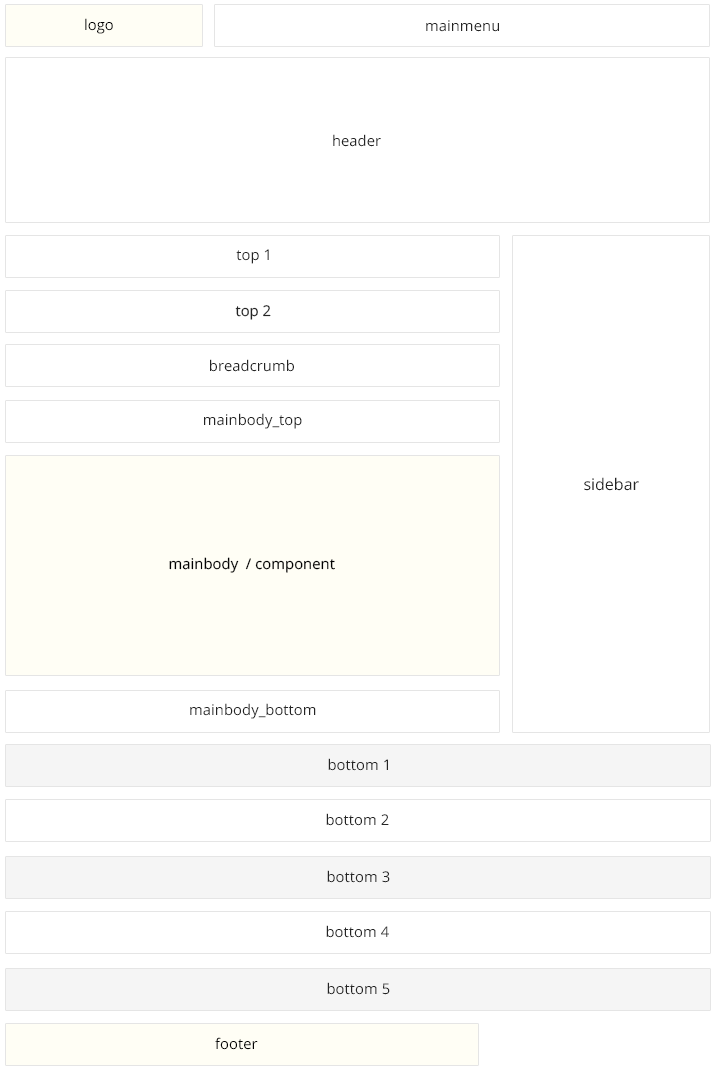 logo
mainmenu
header
top 1
top 2
breadcrumb
mainbody_top
mainbody / component
mainbody_bottom
sidebar
bottom 1
bottom 2
bottom 3
bottom 4
bottom 5
footer